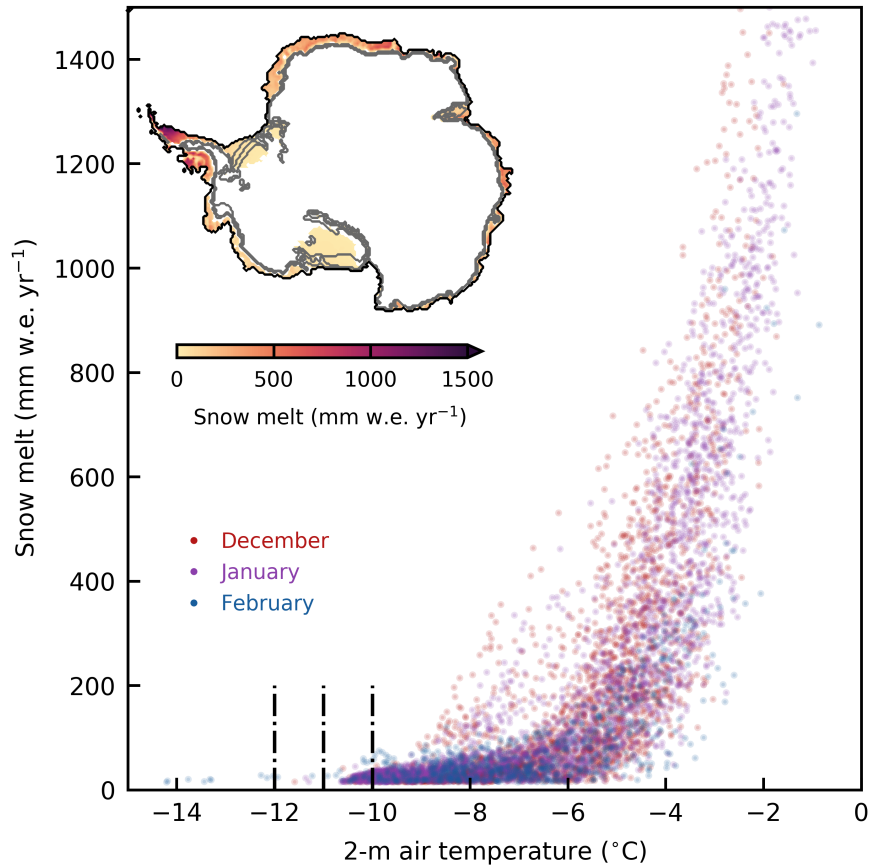 1400
1200
1000
800
600
400
200
0
Snow melt (mm w.e. yr⁻¹)
0 500 1000 1500
Snow melt (mm w.e. yr⁻¹)
December
January
February
−14 −12 −10 −8 −6 −4 −2 0
2-m air temperature (°C)